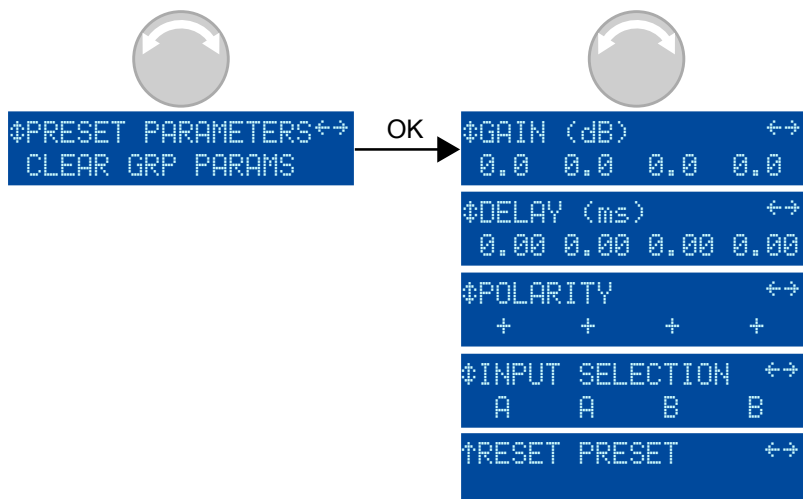 ↕PRESET PARAMETERS←→
CLEAR GRP PARAMS
OK
↕GAIN (dB) ←→
0.0 0.0 0.0 0.0
↕DELAY (ms) ←→
0.00 0.00 0.00 0.00
↕POLARITY ←→
+ + + +
↕INPUT SELECTION ←→
A A B B
↑RESET PRESET ←→